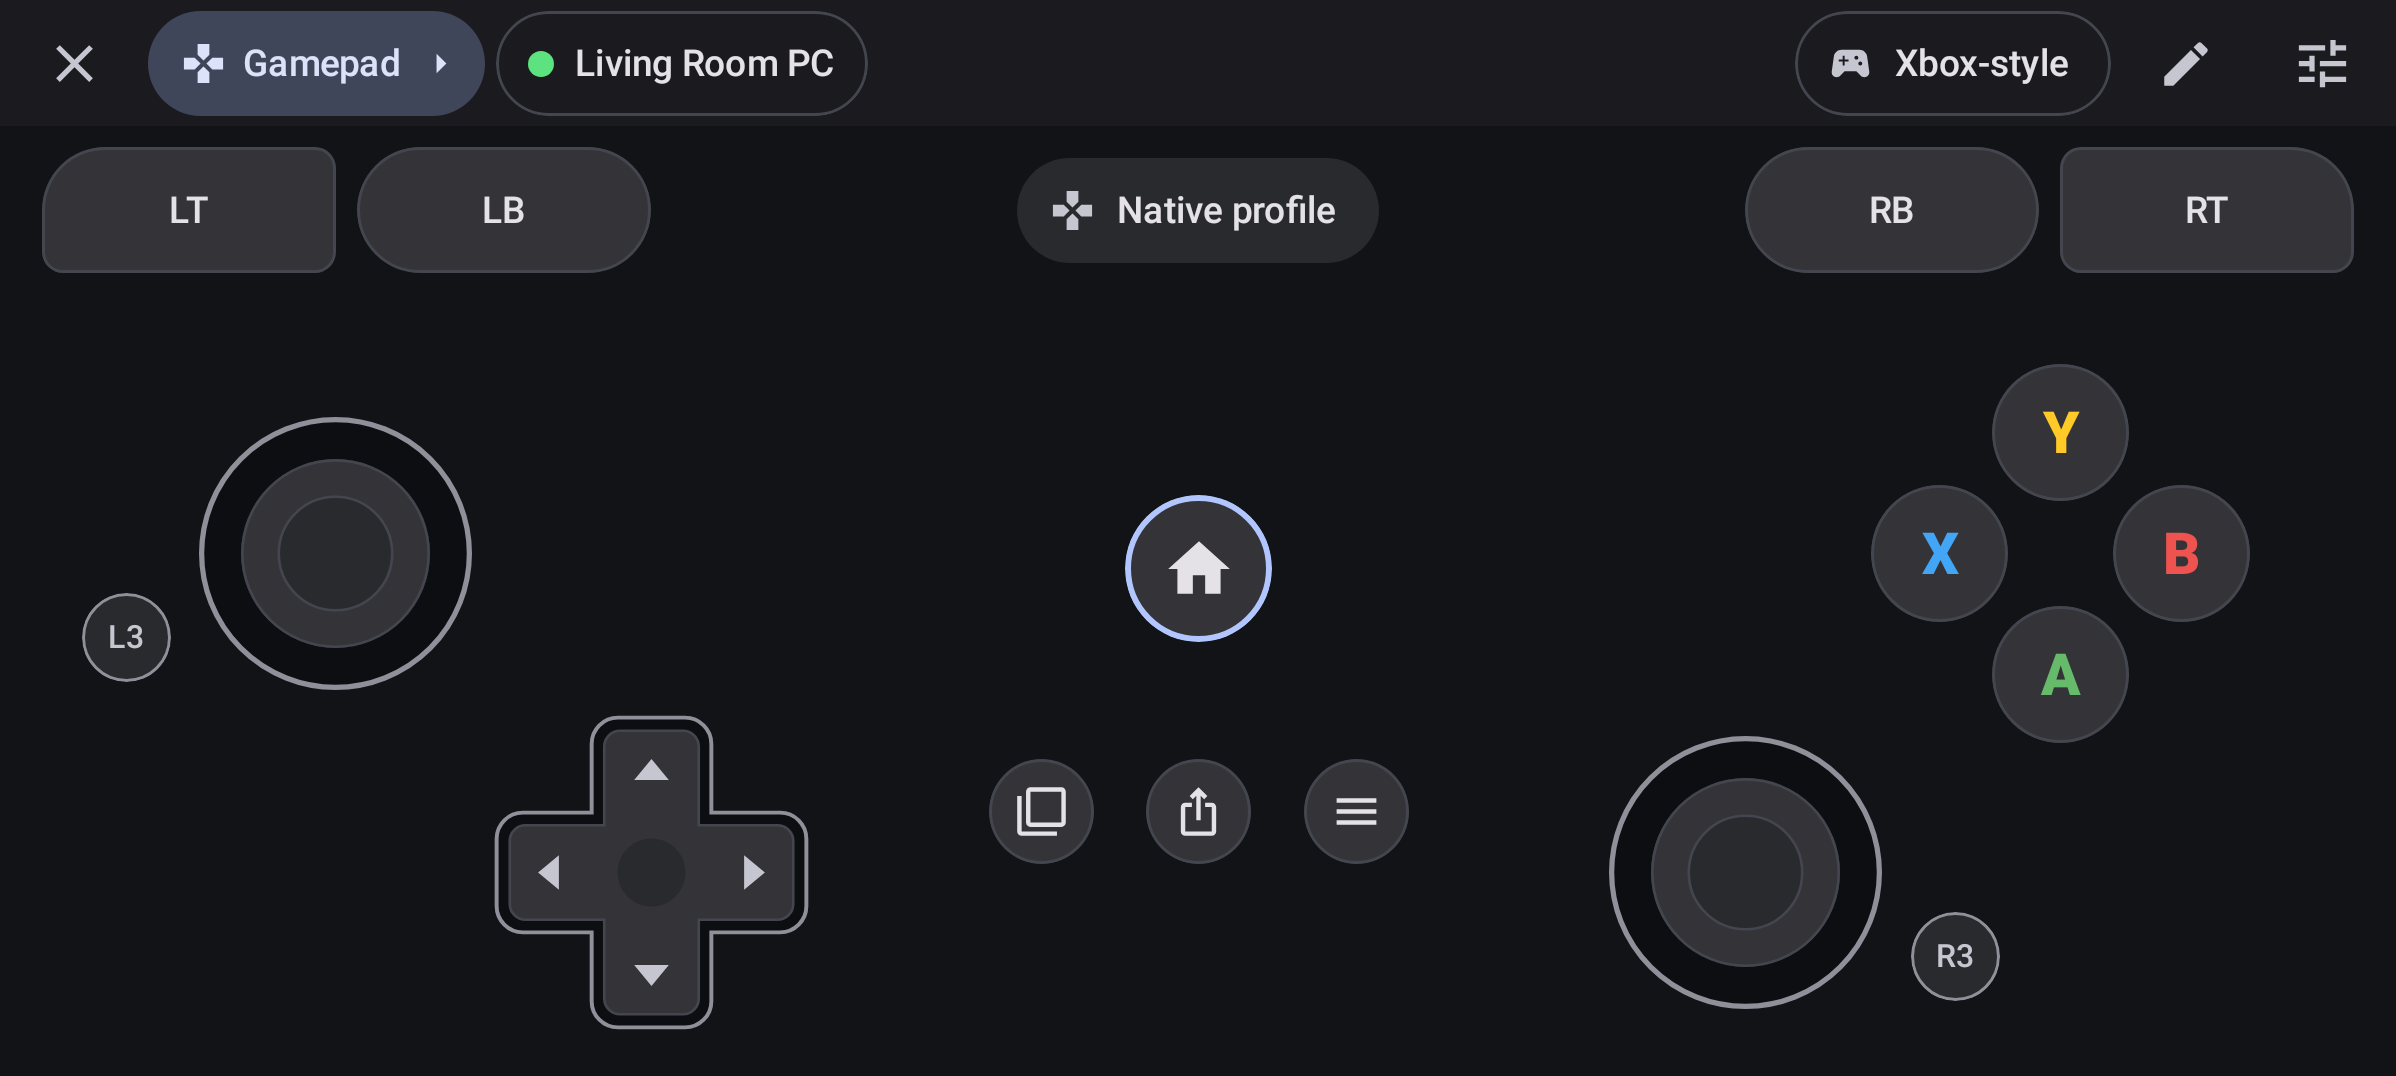 Gamepad
Living Room PC
Xbox-style
LT
LB
Native profile
RB
RT
Y
X
B
A
L3
R3